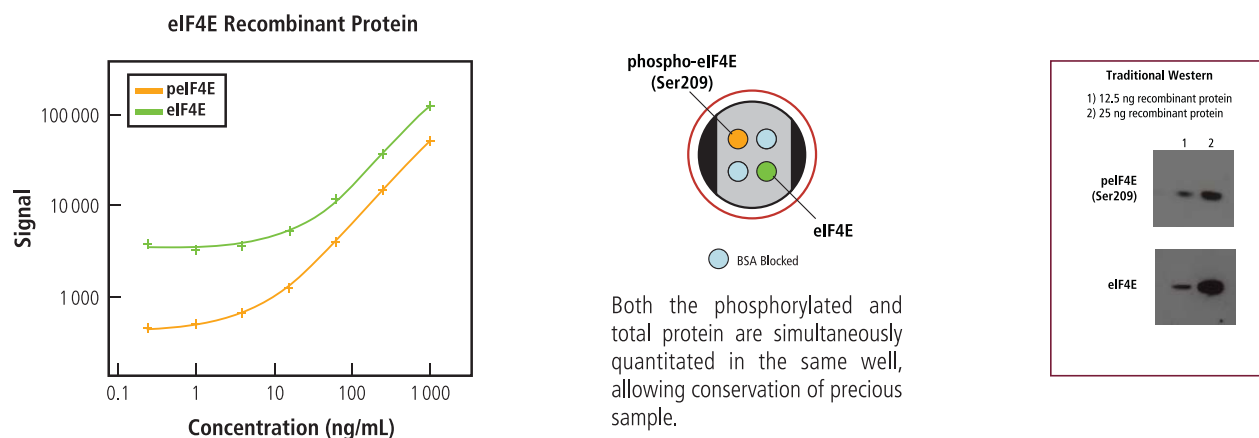 eIF4E Recombinant Protein
peIF4E
eIF4E
100 000
10 000
1 000
Signal
0.1
1
10
100
1 000
Concentration (ng/mL)
phospho-eIF4E
(Ser209)
eIF4E
BSA Blocked
Both the phosphorylated and
total protein are simultaneously
quantitated in the same well,
allowing conservation of precious
sample.
Traditional Western
1) 12.5 ng recombinant protein
2) 25 ng recombinant protein
1 2
peIF4E
(Ser209)
eIF4E